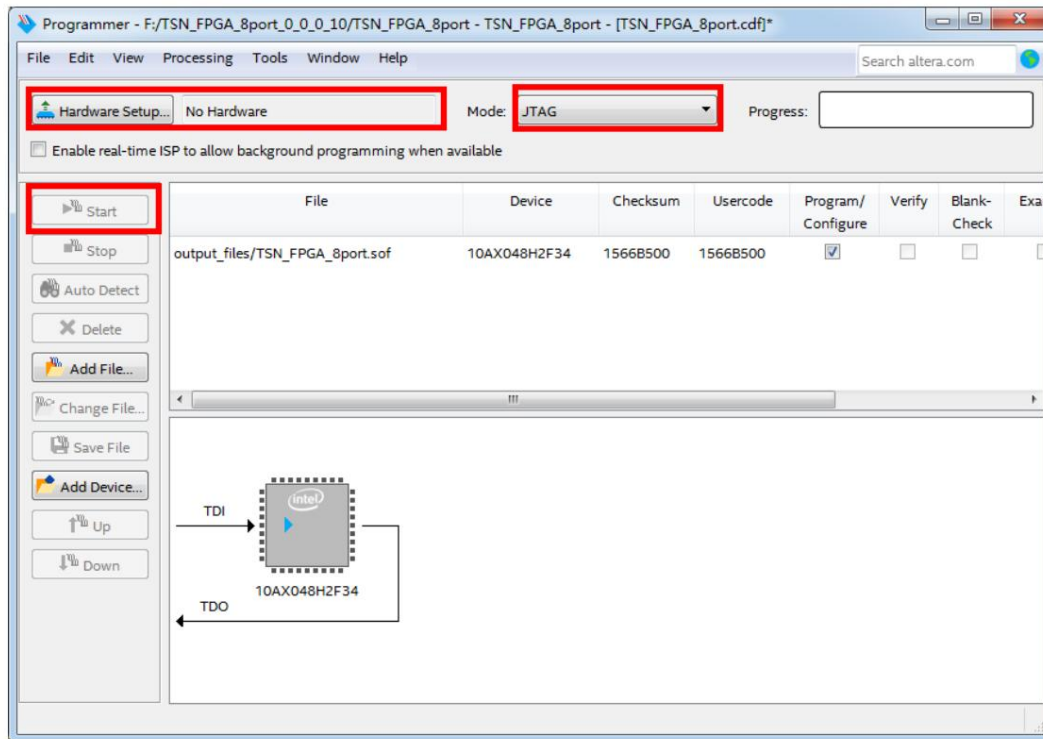 Programmer - F:/TSN_FPGA_8port_0_0_0_10/TSN_FPGA_8port - TSN_FPGA_8port - [TSN_FPGA_8port.cdf]*
File Edit View Processing Tools Window Help
Search altera.com
Hardware Setup... No Hardware Mode: JTAG Progress:
Enable real-time ISP to allow background programming when available
Start
Stop
Auto Detect
Delete
Add File...
Change File...
Save File
Add Device...
Up
Down
File Device Checksum Usercode Program/ Verify Blank- Exa
Configure Check
output_files/TSN_FPGA_8port.sof 10AX048H2F34 1566B500 1566B500
TDI
intel
10AX048H2F34
TDO